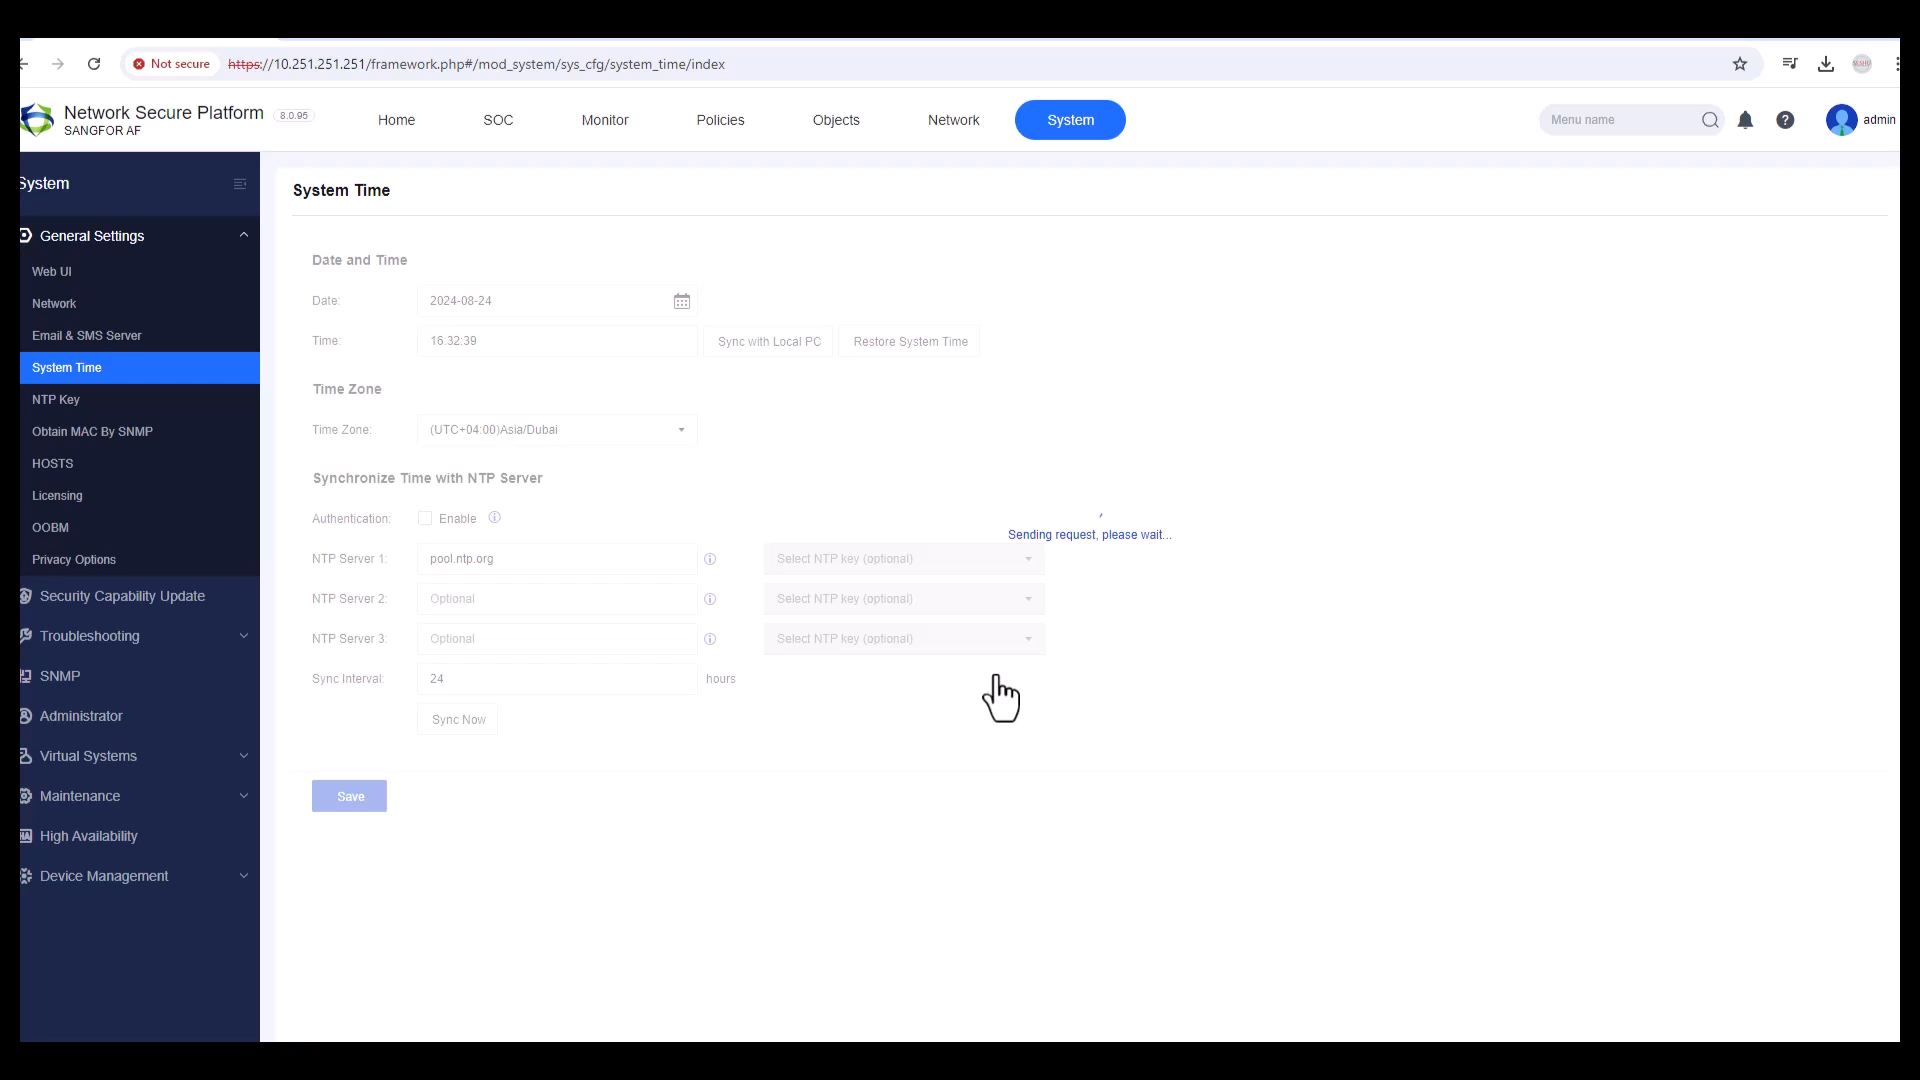 Not secure https://10.251.251.251/framework.php#/mod_system/sys_cfg/system_time/index
Network Secure Platform 8.0.95
SANGFOR AF
Home SOC Monitor Policies Objects Network System
Menu name
admin
System
General Settings
Web UI
Network
Email & SMS Server
System Time
NTP Key
Obtain MAC By SNMP
HOSTS
Licensing
OOBM
Privacy Options
Security Capability Update
Troubleshooting
SNMP
Administrator
Virtual Systems
Maintenance
High Availability
Device Management
System Time
Date and Time
Date: 2024-08-24
Time: 16:32:39 Sync with Local PC Restore System Time
Time Zone
Time Zone: (UTC+04:00)Asia/Dubai
Synchronize Time with NTP Server
Authentication: Enable
Sending request, please wait...
NTP Server 1: pool.ntp.org Select NTP key (optional)
NTP Server 2: Optional Select NTP key (optional)
NTP Server 3: Optional Select NTP key (optional)
Sync Interval: 24 hours
Sync Now
Save